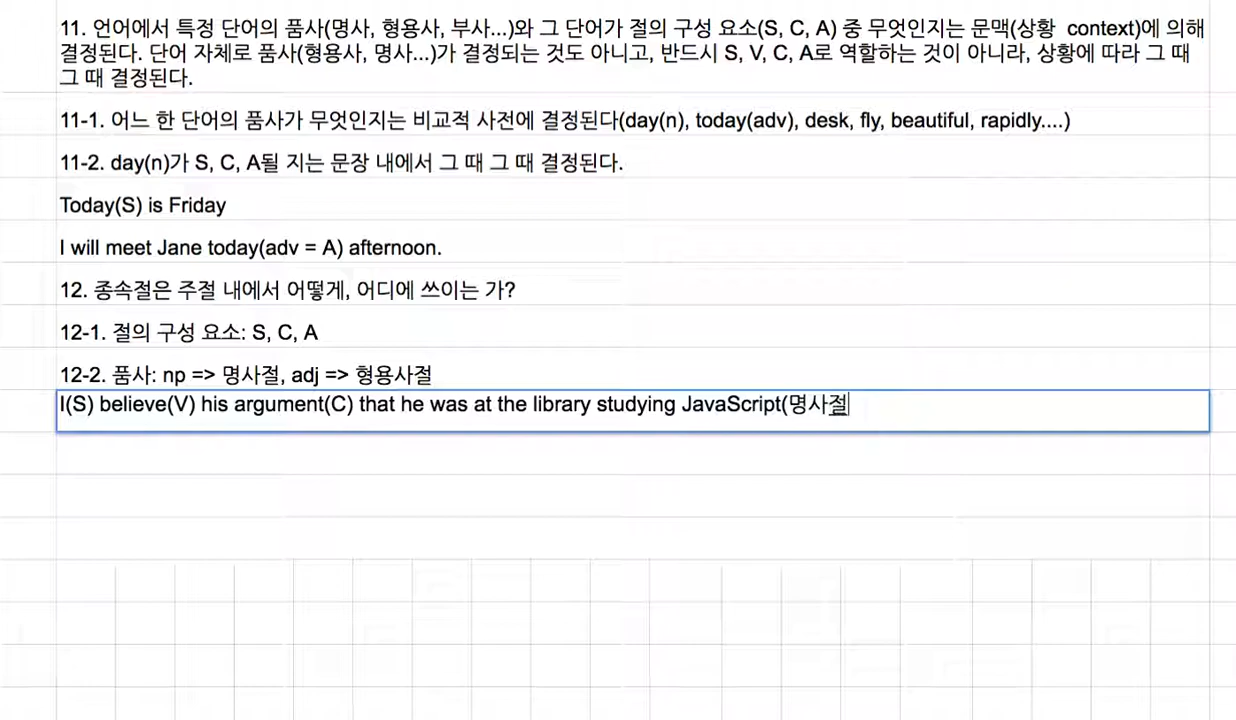 11. 언어에서 특정 단어의 품사(명사, 형용사, 부사...)와 그 단어가 절의 구성 요소(S, C, A) 중 무엇인지는 문맥(상황  context)에 의해
결정된다. 단어 자체로 품사(형용사, 명사...)가 결정되는 것도 아니고, 반드시 S, V, C, A로 역할하는 것이 아니라, 상황에 따라 그 때
그 때 결정된다.
11-1. 어느 한 단어의 품사가 무엇인지는 비교적 사전에 결정된다(day(n), today(adv), desk, fly, beautiful, rapidly....)
11-2. day(n)가 S, C, A될 지는 문장 내에서 그 때 그 때 결정된다.
Today(S) is Friday
I will meet Jane today(adv = A) afternoon.
12. 종속절은 주절 내에서 어떻게, 어디에 쓰이는 가?
12-1. 절의 구성 요소: S, C, A
12-2. 품사: np => 명사절, adj => 형용사절
I(S) believe(V) his argument(C) that he was at the library studying JavaScript(명사절